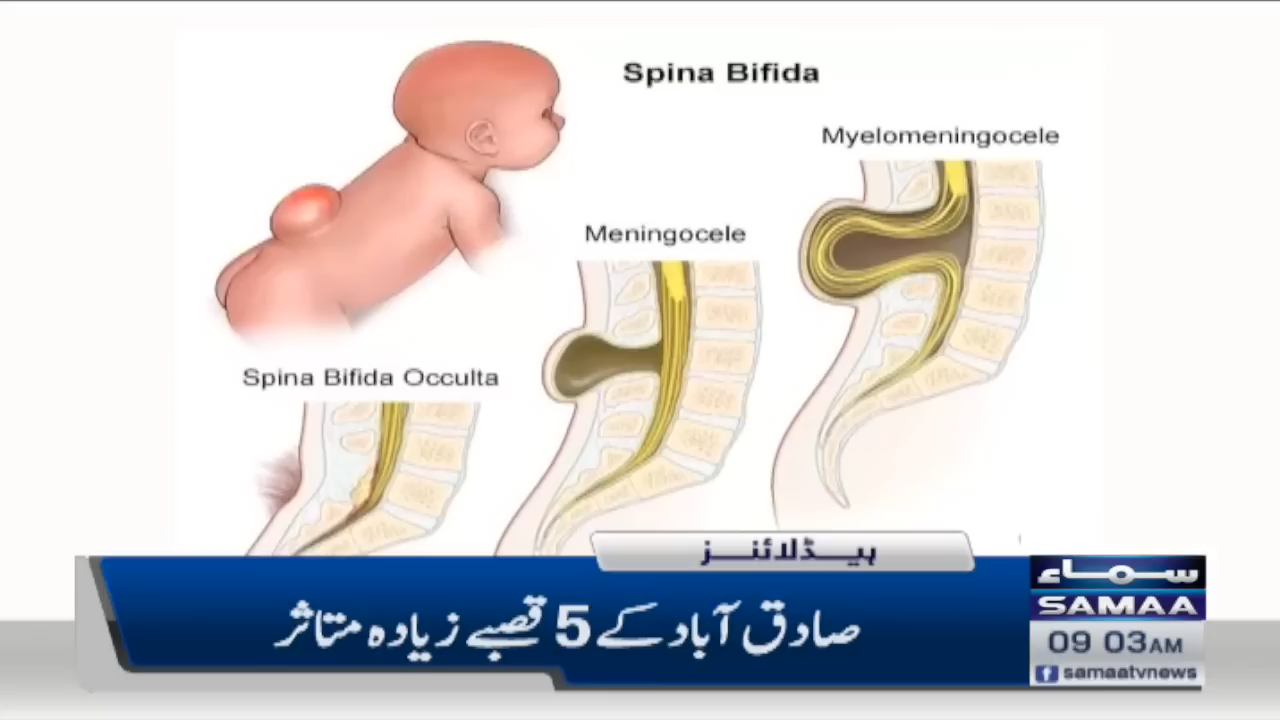 Spina Bifida
Myelomeningocele
Meningocele
Spina Bifida Occulta
ہیڈلائنز
صادق آباد کے 5 قصبے زیادہ متاثر
سماء
SAMAA
09 03AM
samaatvnews